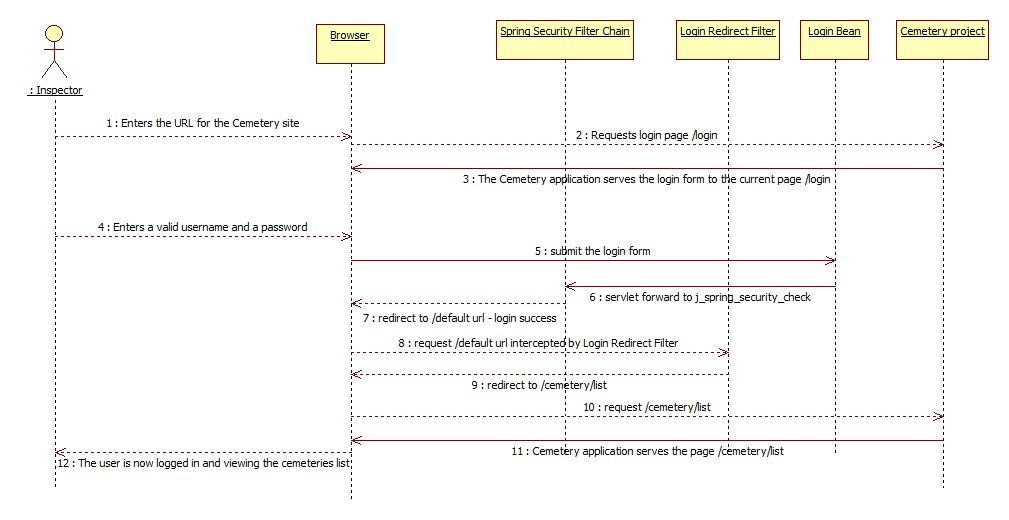 Browser
Spring Security Filter Chain
Login Redirect Filter
Login Bean
Cemetery project
: Inspector
1 : Enters the URL for the Cemetery site
2 : Requests login page /login
3 : The Cemetery application serves the login form to the current page /login
4 : Enters a valid username and a password
5 : submit the login form
6 : servlet forward to j_spring_security_check
7 : redirect to /default url - login success
8 : request /default url intercepted by Login Redirect Filter
9 : redirect to /cemetery/list
10 : request /cemetery/list
11 : Cemetery application serves the page /cemetery/list
12 : The user is now logged in and viewing the cemeteries list